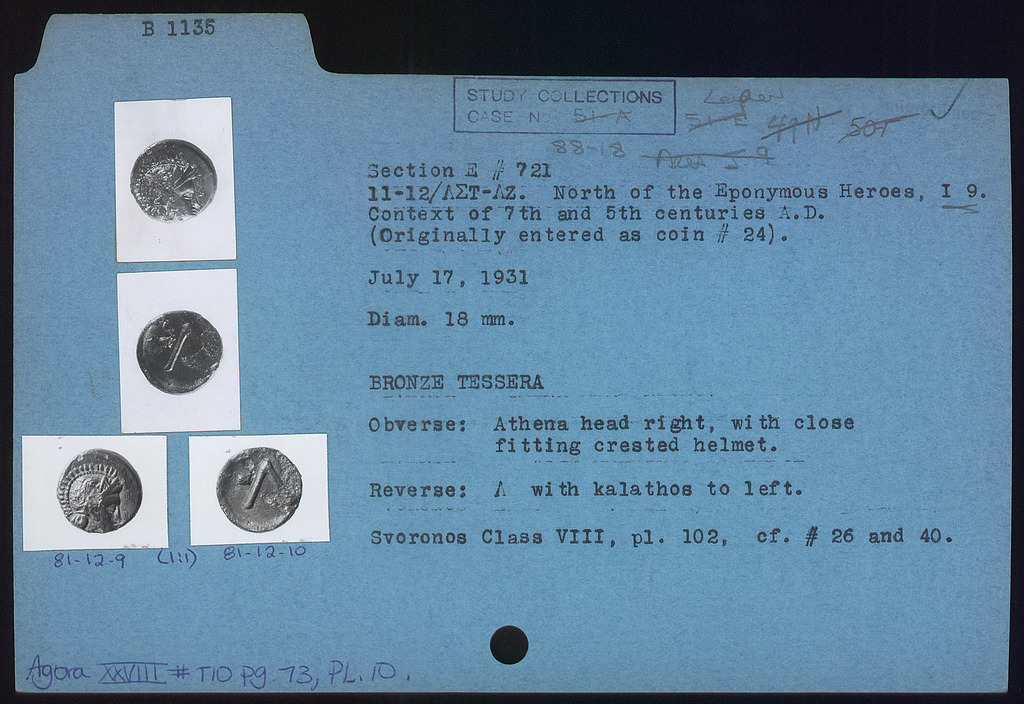 B 1135
STUDY COLLECTIONS
CASE No 51-A
51-E 49N 50T ✓
88-18
Section E # 721
11-12/ΛΣΤ-ΛΖ. North of the Eponymous Heroes, I 9.
Context of 7th and 5th centuries A.D.
(Originally entered as coin # 24).
July 17, 1931
Diam. 18 mm.
BRONZE TESSERA
Obverse: Athena head right, with close
fitting crested helmet.
Reverse: Λ with kalathos to left.
Svoronos Class VIII, pl. 102, cf. # 26 and 40.
81-12-9 (1:1) 81-12-10
Agora XXVIII # T10 pg 73, PL. 10.